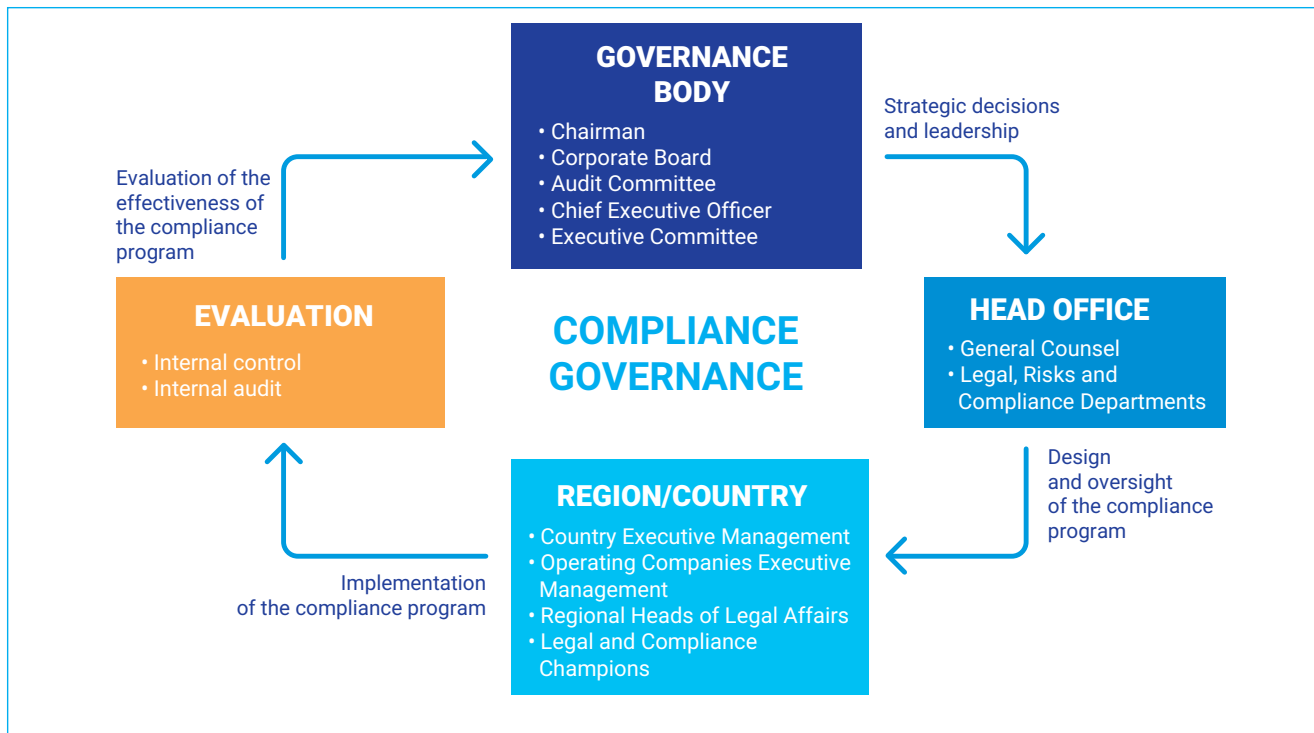 GOVERNANCE
BODY
• Chairman
• Corporate Board
• Audit Committee
• Chief Executive Officer
• Executive Committee
Strategic decisions
and leadership
Evaluation of the
effectiveness of
the compliance
program
EVALUATION
• Internal control
• Internal audit
COMPLIANCE
GOVERNANCE
HEAD OFFICE
• General Counsel
• Legal, Risks and
Compliance Departments
Design
and oversight
of the compliance
program
REGION/COUNTRY
• Country Executive Management
• Operating Companies Executive
Management
• Regional Heads of Legal Affairs
• Legal and Compliance
Champions
Implementation
of the compliance program